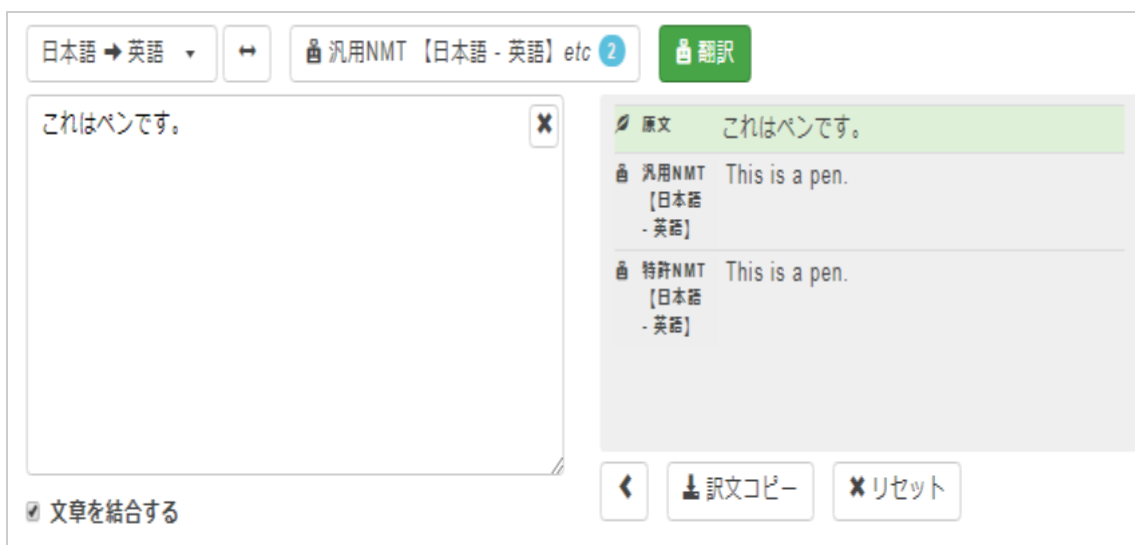 日本語 ➜ 英語
汎用NMT 【日本語 - 英語】 etc 2
翻訳
これはペンです。
文章を結合する
原文 これはペンです。
汎用NMT
【日本語
- 英語】
This is a pen.
特許NMT
【日本語
- 英語】
This is a pen.
訳文コピー
リセット